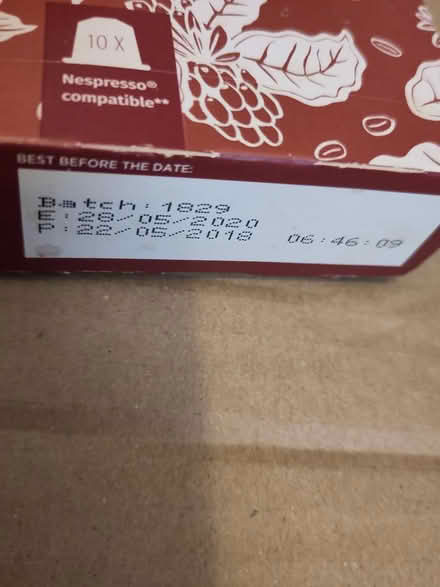 10 X
Nespresso®
compatible**
BEST BEFORE THE DATE:
Batch: 1829
E: 28/05/2020
P: 22/05/2018 06:46:09